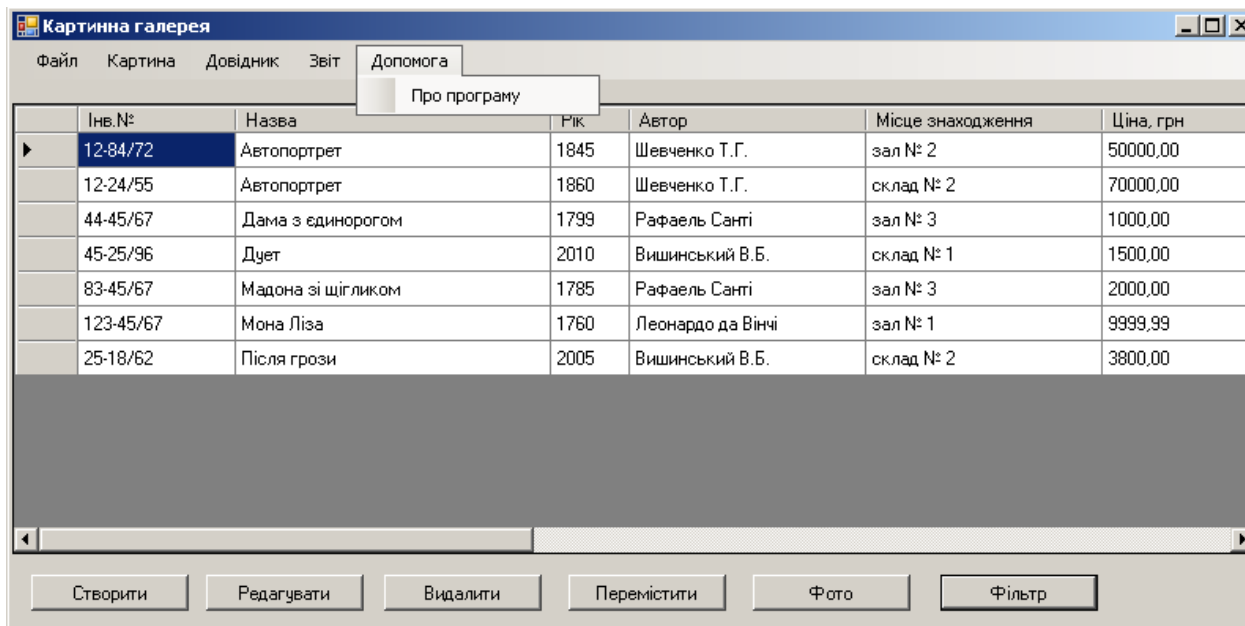 Картинна галерея
Файл Картина Довідник Звіт Допомога
Про програму
Інв.№ Назва Рік Автор Місце знаходження Ціна, грн
12-84/72 Автопортрет 1845 Шевченко Т.Г. зал № 2 50000,00
12-24/55 Автопортрет 1860 Шевченко Т.Г. склад № 2 70000,00
44-45/67 Дама з єдинорогом 1799 Рафаель Санті зал № 3 1000,00
45-25/96 Дует 2010 Вишинський В.Б. склад № 1 1500,00
83-45/67 Мадона зі щігликом 1785 Рафаель Санті зал № 3 2000,00
123-45/67 Мона Ліза 1760 Леонардо да Вінчі зал № 1 9999,99
25-18/62 Після грози 2005 Вишинський В.Б. склад № 2 3800,00
Створити Редагувати Видалити Перемістити Фото Фільтр